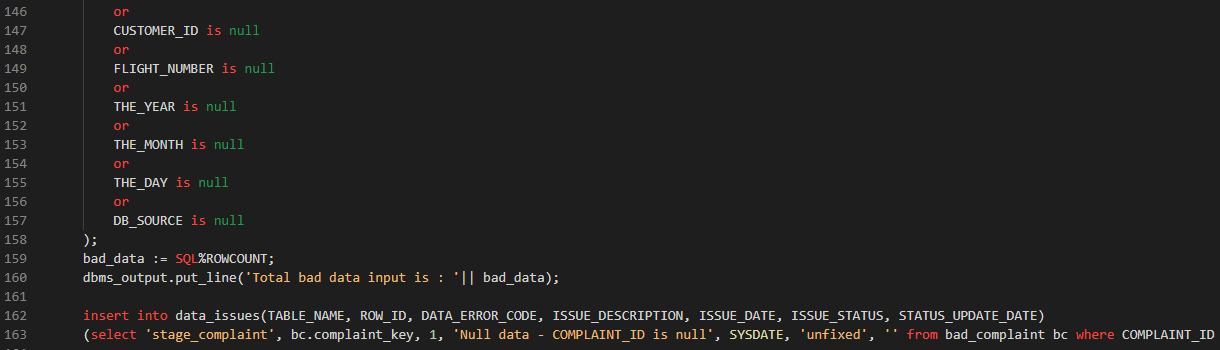 146 or
147 CUSTOMER_ID is null
148 or
149 FLIGHT_NUMBER is null
150 or
151 THE_YEAR is null
152 or
153 THE_MONTH is null
154 or
155 THE_DAY is null
156 or
157 DB_SOURCE is null
158 );
159 bad_data := SQL%ROWCOUNT;
160 dbms_output.put_line('Total bad data input is : '|| bad_data);
161
162 insert into data_issues(TABLE_NAME, ROW_ID, DATA_ERROR_CODE, ISSUE_DESCRIPTION, ISSUE_DATE, ISSUE_STATUS, STATUS_UPDATE_DATE)
163 (select 'stage_complaint', bc.complaint_key, 1, 'Null data - COMPLAINT_ID is null', SYSDATE, 'unfixed', '' from bad_complaint bc where COMPLAINT_ID